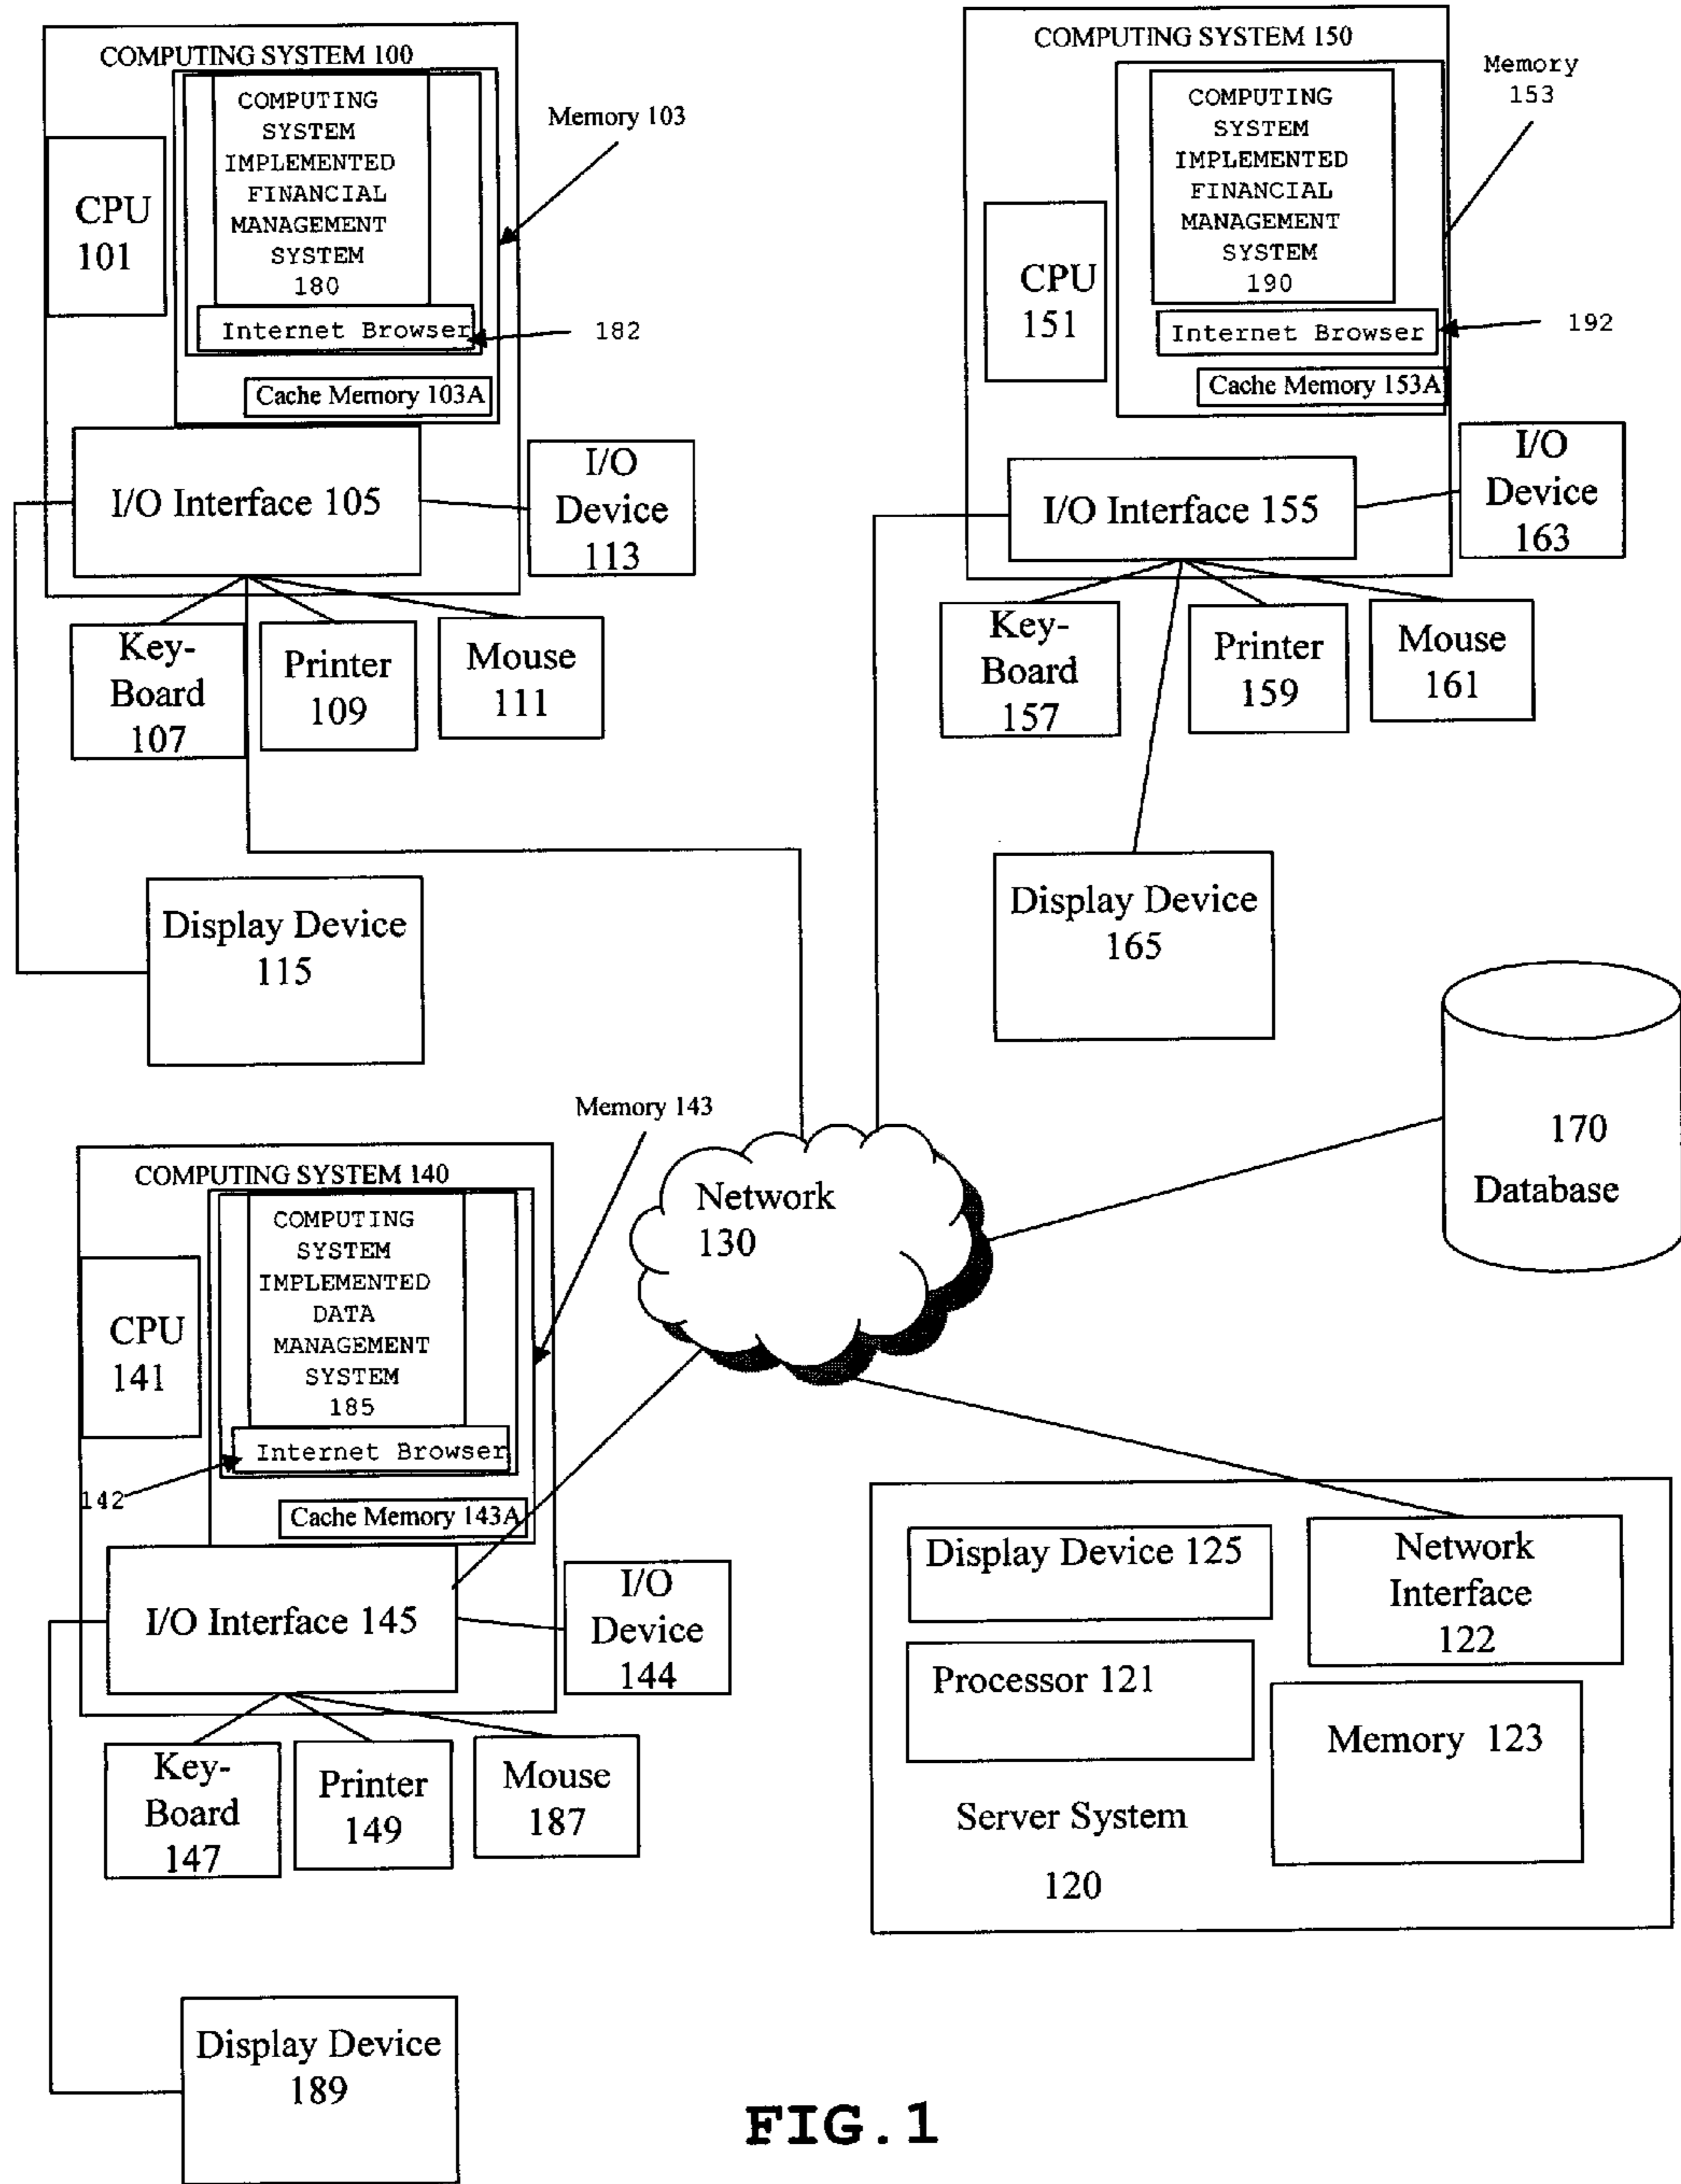 COMPUTING SYSTEM 100
COMPUTING
SYSTEM
IMPLEMENTED
FINANCIAL
MANAGEMENT
SYSTEM
180
Internet Browser
182
Cache Memory 103A
Memory 103
CPU
101
I/O Interface 105
I/O
Device
113
Key-
Board
107
Printer
109
Mouse
111
Display Device
115
COMPUTING SYSTEM 150
COMPUTING
SYSTEM
IMPLEMENTED
FINANCIAL
MANAGEMENT
SYSTEM
190
Internet Browser
192
Cache Memory 153A
Memory
153
CPU
151
I/O Interface 155
I/O
Device
163
Key-
Board
157
Printer
159
Mouse
161
Display Device
165
170
Database
Network
130
Memory 143
COMPUTING SYSTEM 140
COMPUTING
SYSTEM
IMPLEMENTED
DATA
MANAGEMENT
SYSTEM
185
Internet Browser
142
Cache Memory 143A
CPU
141
I/O Interface 145
I/O
Device
144
Key-
Board
147
Printer
149
Mouse
187
Display Device
189
Display Device 125
Network
Interface
122
Processor 121
Memory 123
Server System
120
FIG.1